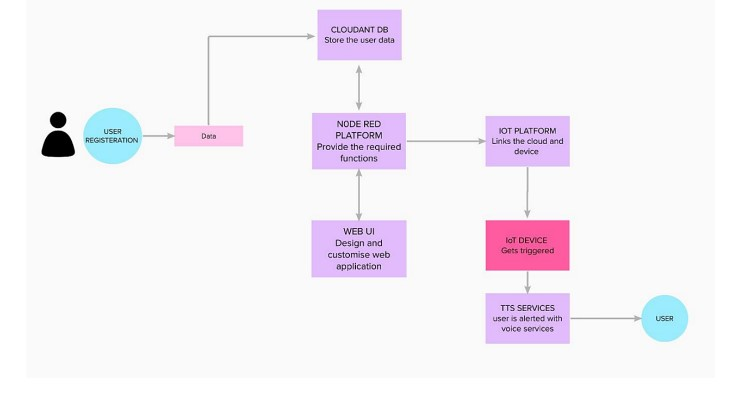 CLOUDANT DB
Store the user data
USER
REGISTERATION
Data
N0DE RED
PLATFORM
Provide the required
functions
IOT PLATFORM
Links the cloud and
device
WEB UI
Design and
customise web
application
IoT DEVICE
Gets triggered
TTS SERVICES
user is alerted with
voice services
USER